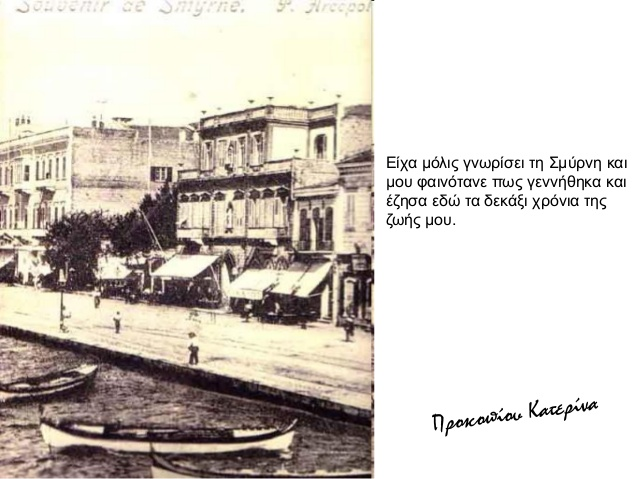 Souvenir de Smyrne. P. Arcopol
Είχα μόλις γνωρίσει τη Σμύρνη και
μου φαινότανε πως γεννήθηκα και
έζησα εδώ τα δεκάξι χρόνια της
ζωής μου.
Προκοπίου Κατερίνα